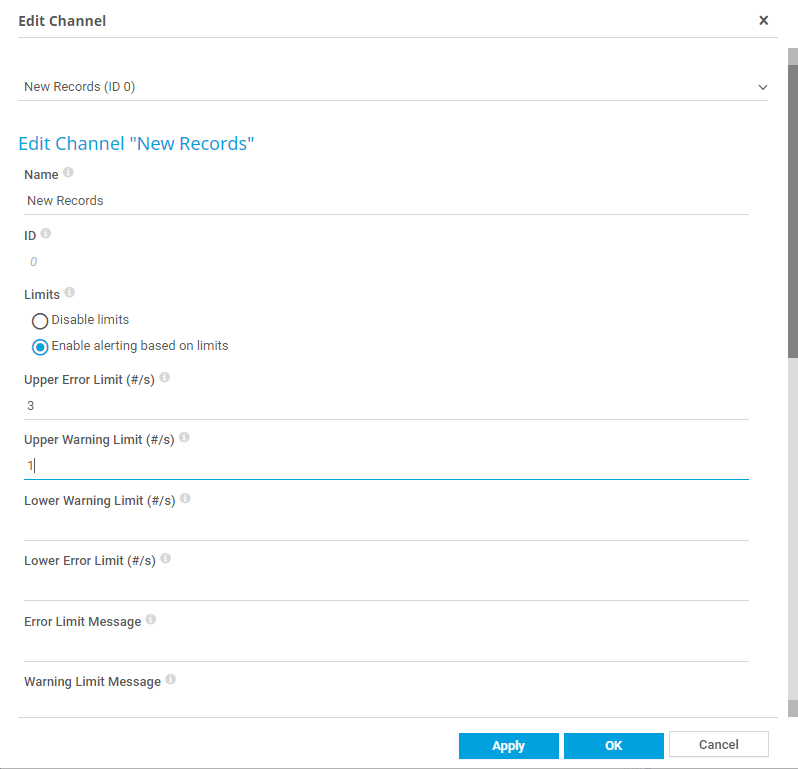 Edit Channel
New Records (ID 0)
Edit Channel "New Records"
Name
New Records
ID
0
Limits
Disable limits
Enable alerting based on limits
Upper Error Limit (#/s)
3
Upper Warning Limit (#/s)
1
Lower Warning Limit (#/s)
Lower Error Limit (#/s)
Error Limit Message
Warning Limit Message
Apply OK Cancel